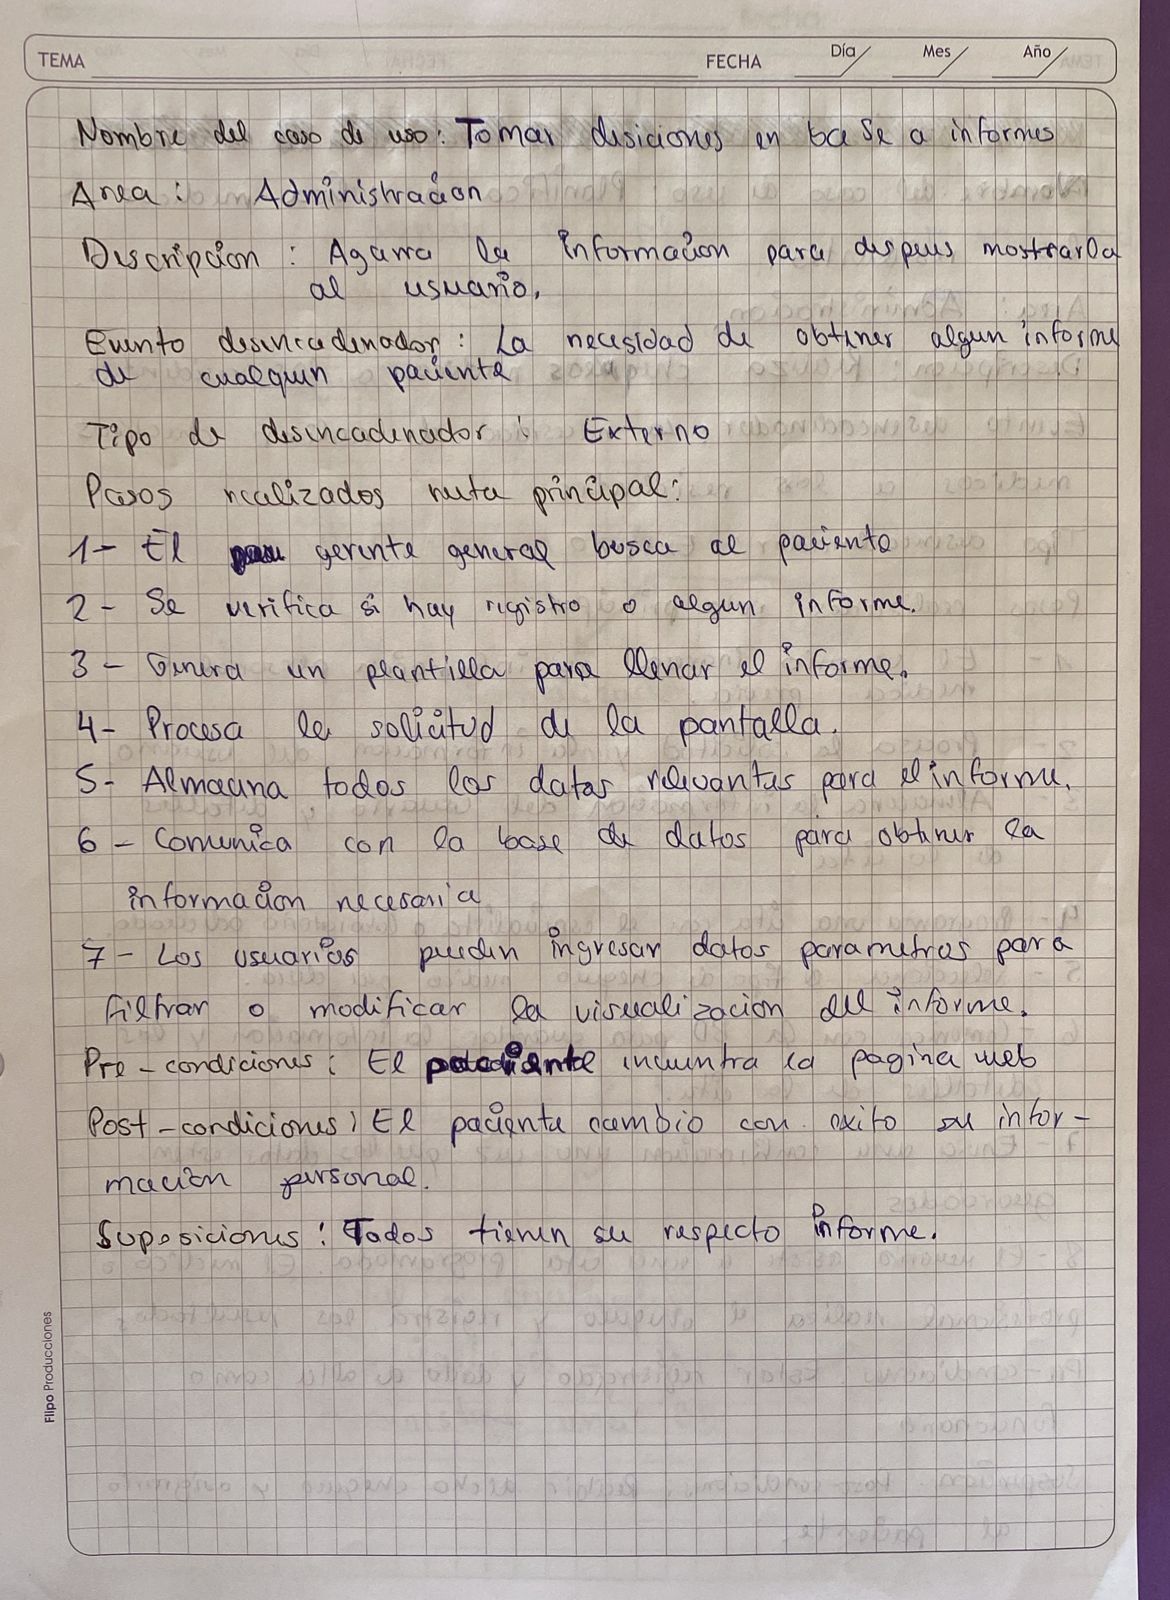 TEMA FECHA Día/ Mes/ Año/
Nombre del caso de uso: Tomar desiciones en base a informes
Area: Administracion
Descripcion: Agarra la informacion para despues mostrarla
al usuario.
Evento desencadenador: La necesidad de obtener algun informe
de cualquen paciente
Tipo de desencadenador: Externo
Pasos realizados ruta principal:
1- El gerente general busca al paciente
2- Se verifica si hay registro o algun informe.
3- Genera un plantilla para llenar el informe.
4- Procesa la solicitud de la pantalla.
5- Almacena todos los datos relevantes para el informe.
6- Comunica con la base de datos para obtener la
informacion necesaria
7- Los usuarios pueden ingresar datos parametros para
filtrar o modificar la visualizacion del informe.
Pre-condiciones: El paciente encuentra la pagina web
Post-condiciones: El paciente cambio con exito su infor-
macion personal.
Suposiciones: Todos tienen su respecto informe.
Filpo Producciones